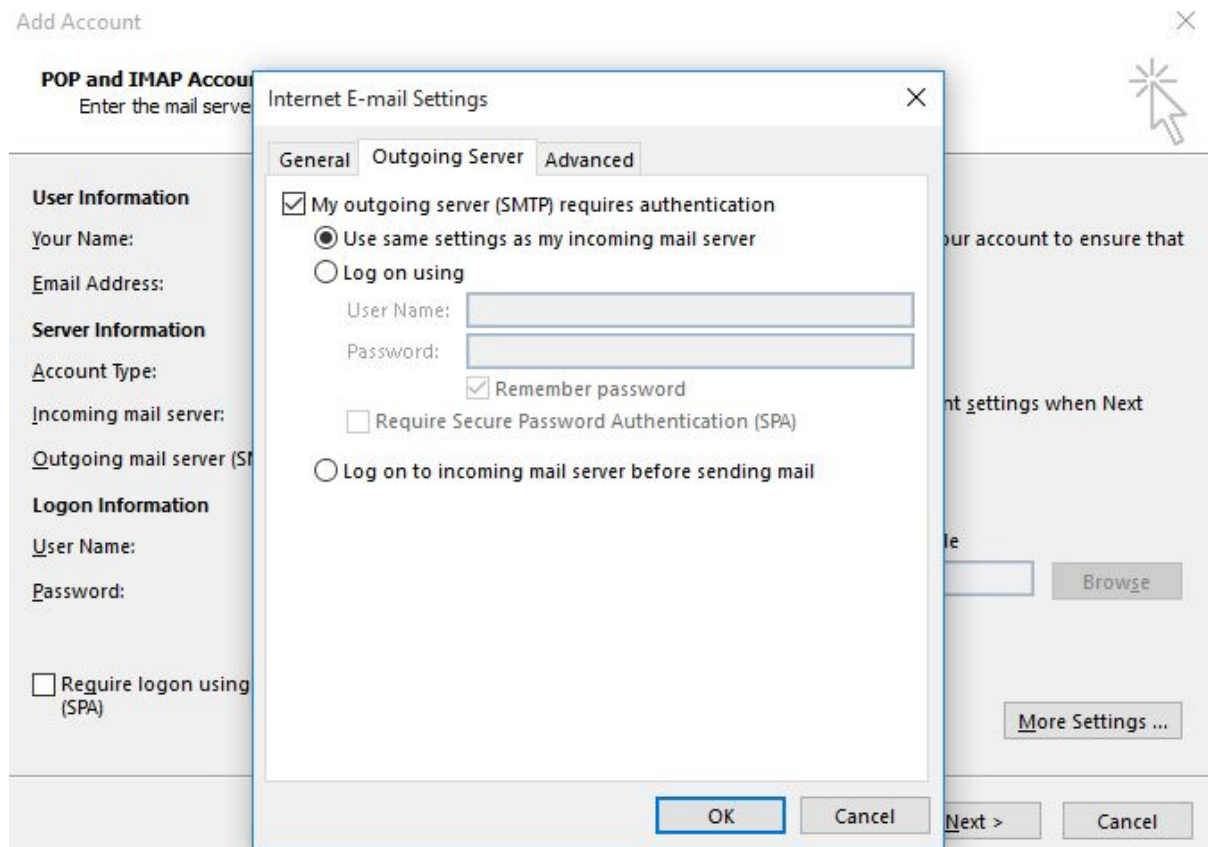 Add Account
POP and IMAP Accou
Enter the mail serve
Internet E-mail Settings
General
Outgoing Server
Advanced
User Information
My outgoing server (SMTP) requires authentication
Your Name:
Use same settings as my incoming mail server
our account to ensure that
Log on using
Email Address:
User Name:
Server Information
Password:
Account Type:
Remember password
Incoming mail server:
Require Secure Password Authentication (SPA)
nt settings when Next
Outgoing mail server (SM
Log on to incoming mail server before sending mail
Logon Information
User Name:
le
Password:
Browse
Require logon using
(SPA)
More Settings ...
OK
Cancel
Next >
Cancel